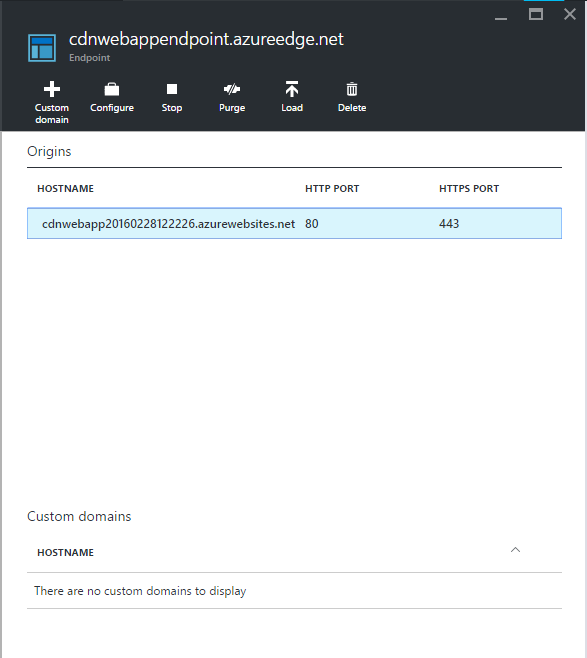 cdnwebappendpoint.azureedge.net
Endpoint
Custom domain
Configure
Stop
Purge
Load
Delete
Origins
HOSTNAME HTTP PORT HTTPS PORT
cdnwebapp20160228122226.azurewebsites.net 80 443
Custom domains
HOSTNAME
There are no custom domains to display